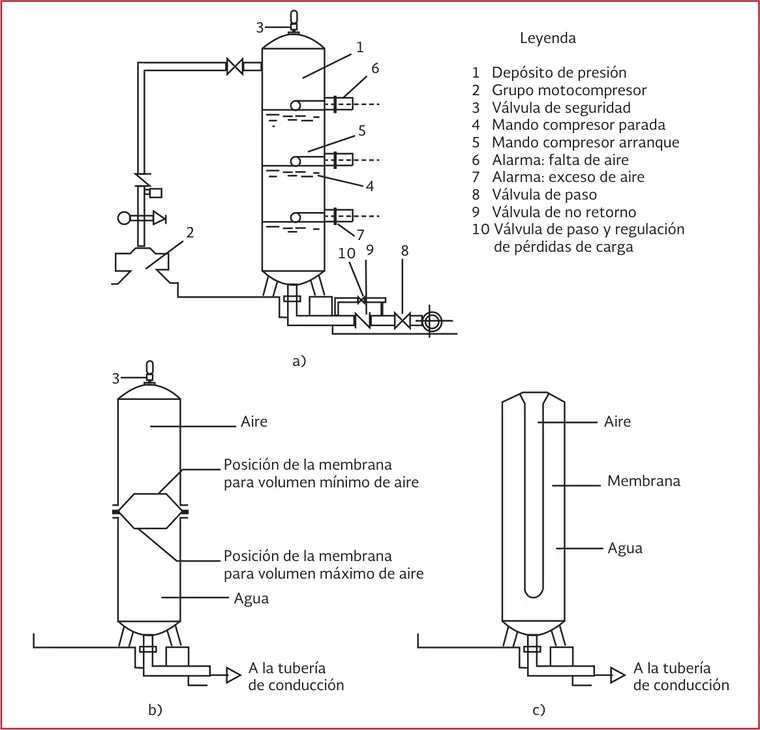 3
1
6
5
4
7
2
10
9
8
a)
Leyenda
1 Depósito de presión
2 Grupo motocompresor
3 Válvula de seguridad
4 Mando compresor parada
5 Mando compresor arranque
6 Alarma: falta de aire
7 Alarma: exceso de aire
8 Válvula de paso
9 Válvula de no retorno
10 Válvula de paso y regulación
de pérdidas de carga
3
Aire
Posición de la membrana
para volumen mínimo de aire
Posición de la membrana
para volumen máximo de aire
Agua
A la tubería
de conducción
b)
Aire
Membrana
Agua
A la tubería
de conducción
c)